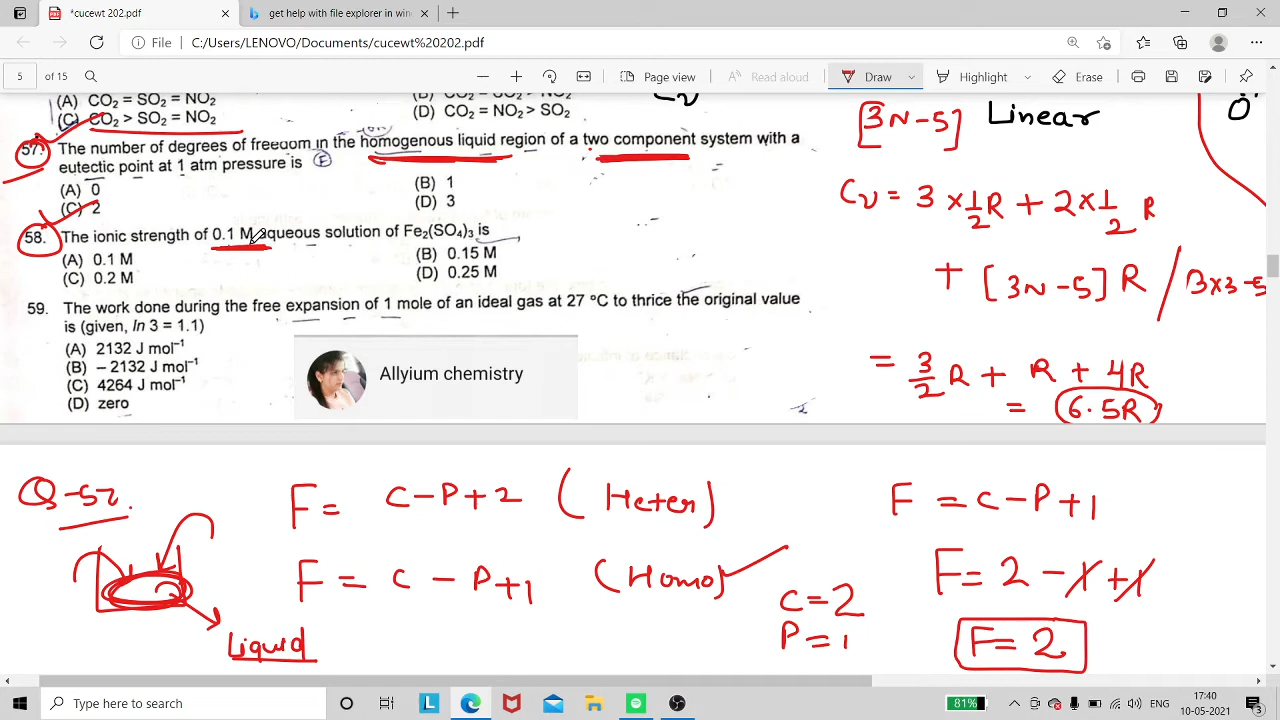 *cucewt 202.pdf
get help with file explorer in win
File
C:/Users/LENOVO/Documents/cucewt%20202.pdf
5 of 15
Page view
Read aloud
Draw
Highlight
Erase
(A) CO₂ = SO₂ = NO₂
(C) CO₂ > SO₂ = NO₂
(D) CO₂ = NO₂ > SO₂
57. The number of degrees of freedom in the homogenous liquid region of a two component system with a
eutectic point at 1 atm pressure is (F)
(A) 0
(B) 1
(C) 2
(D) 3
58. The ionic strength of 0.1 M aqueous solution of Fe₂(SO₄)₃ is
(A) 0.1 M
(B) 0.15 M
(C) 0.2 M
(D) 0.25 M
59. The work done during the free expansion of 1 mole of an ideal gas at 27 °C to thrice the original value
is (given, ln 3 = 1.1)
(A) 2132 J mol⁻¹
(B) – 2132 J mol⁻¹
(C) 4264 J mol⁻¹
(D) zero
Allyium chemistry
[3N-5] Linear
Cv = 3 × 1/2 R + 2 × 1/2 R
+ [3N-5] R / 3×3-5
= 3/2 R + R + 4R
= 6.5R
Q-57.
F = C-P+2 (Heter)
F = C-P+1 (Homo)
Liquid
C = 2
P = 1
F = C-P+1
F = 2-1+1
F = 2
Type here to search
81%
ENG
17:40
10-05-2021
3